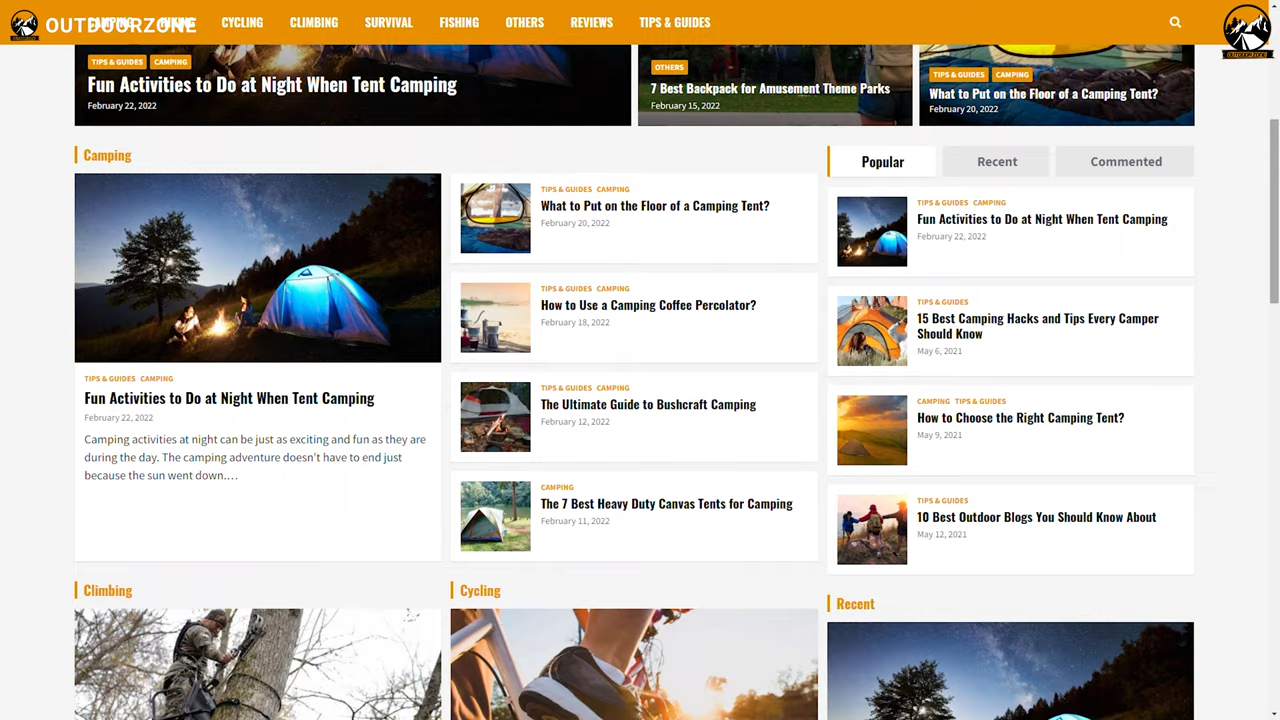 OUTDOORZONE
CAMPING
HIKING
CYCLING
CLIMBING
SURVIVAL
FISHING
OTHERS
REVIEWS
TIPS & GUIDES
OUTDOORZONE
TIPS & GUIDES CAMPING
Fun Activities to Do at Night When Tent Camping
February 22, 2022
OTHERS
7 Best Backpack for Amusement Theme Parks
February 15, 2022
TIPS & GUIDES CAMPING
What to Put on the Floor of a Camping Tent?
February 20, 2022
Camping
TIPS & GUIDES CAMPING
Fun Activities to Do at Night When Tent Camping
February 22, 2022
Camping activities at night can be just as exciting and fun as they are
during the day. The camping adventure doesn't have to end just
because the sun went down.…
TIPS & GUIDES CAMPING
What to Put on the Floor of a Camping Tent?
February 20, 2022
TIPS & GUIDES CAMPING
How to Use a Camping Coffee Percolator?
February 18, 2022
TIPS & GUIDES CAMPING
The Ultimate Guide to Bushcraft Camping
February 12, 2022
CAMPING
The 7 Best Heavy Duty Canvas Tents for Camping
February 11, 2022
Popular
Recent
Commented
TIPS & GUIDES CAMPING
Fun Activities to Do at Night When Tent Camping
February 22, 2022
TIPS & GUIDES
15 Best Camping Hacks and Tips Every Camper
Should Know
May 6, 2021
CAMPING TIPS & GUIDES
How to Choose the Right Camping Tent?
May 9, 2021
TIPS & GUIDES
10 Best Outdoor Blogs You Should Know About
May 12, 2021
Climbing
Cycling
Recent